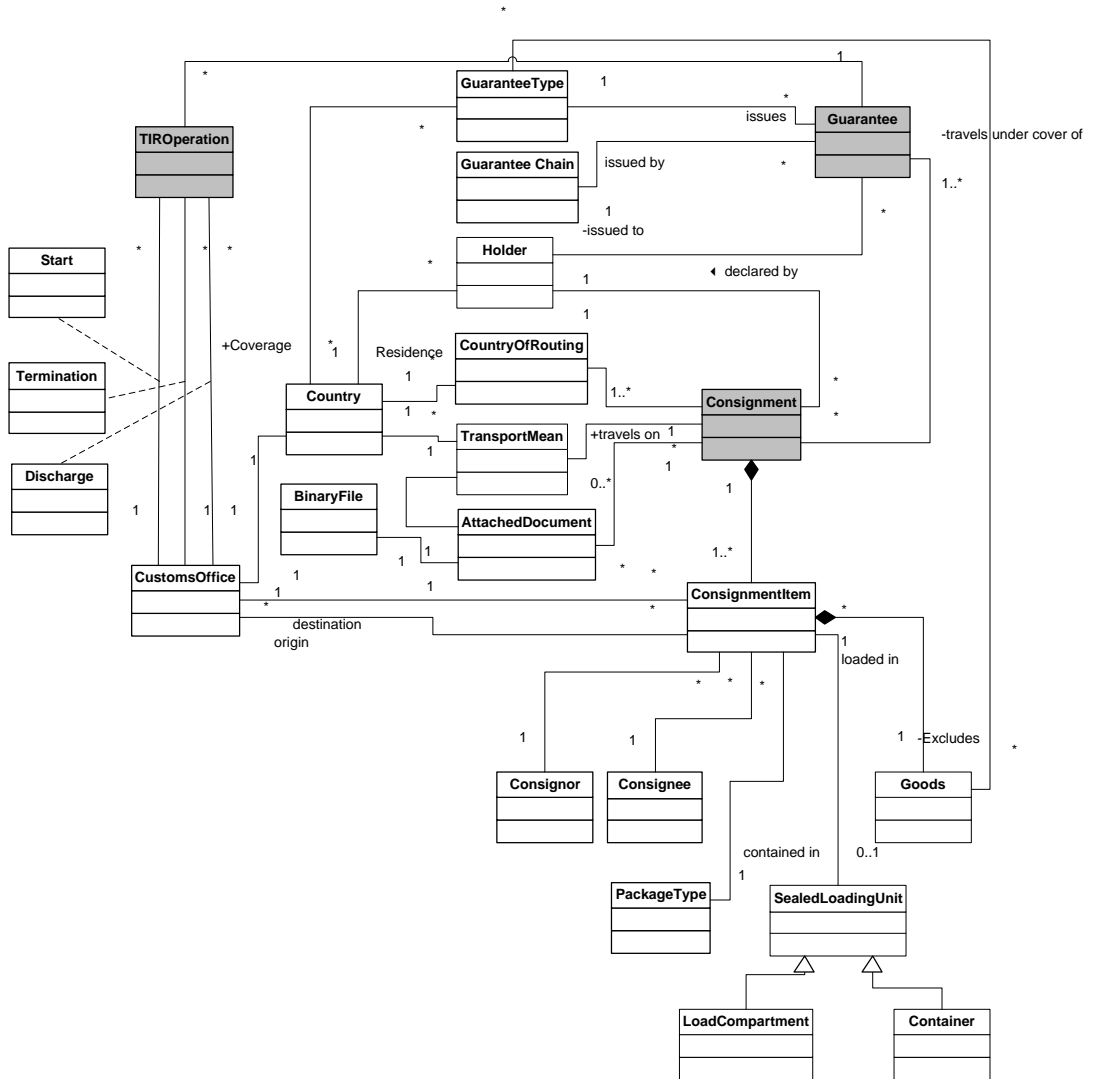 *
*
1
GuaranteeType
1
*
issues
Guarantee
*
-travels under cover of
TIROperation
Guarantee Chain
issued by
*
1..*
1
*
-issued to
*
*
*
Holder
*
Start
◄ declared by
1
1
+Coverage
*
1
Residence
*
CountryOfRouting
1
*
Termination
Country
1..*
Consignment
1
*
*
TransportMean
+travels on
1
1
*
1
1
Discharge
0..*
1
BinaryFile
AttachedDocument
1
1
1
1..*
1
1
CustomsOffice
1
*
*
ConsignmentItem
1
1
*
*
*
destination
1
origin
loaded in
*
*
*
1
1
1
-Excludes
*
Consignor
Consignee
Goods
contained in
0..1
1
PackageType
SealedLoadingUnit
LoadCompartment
Container